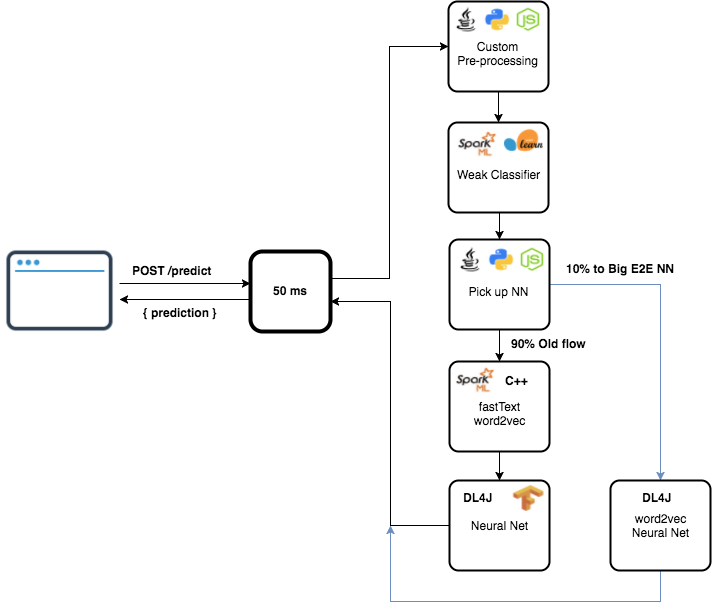 Custom
Pre-processing
Spark
ML
learn
Weak Classifier
POST /predict
50 ms
{ prediction }
JS
Pick up NN
10% to Big E2E NN
90% Old flow
Spark
ML
C++
fastText
word2vec
DL4J
Neural Net
DL4J
word2vec
Neural Net